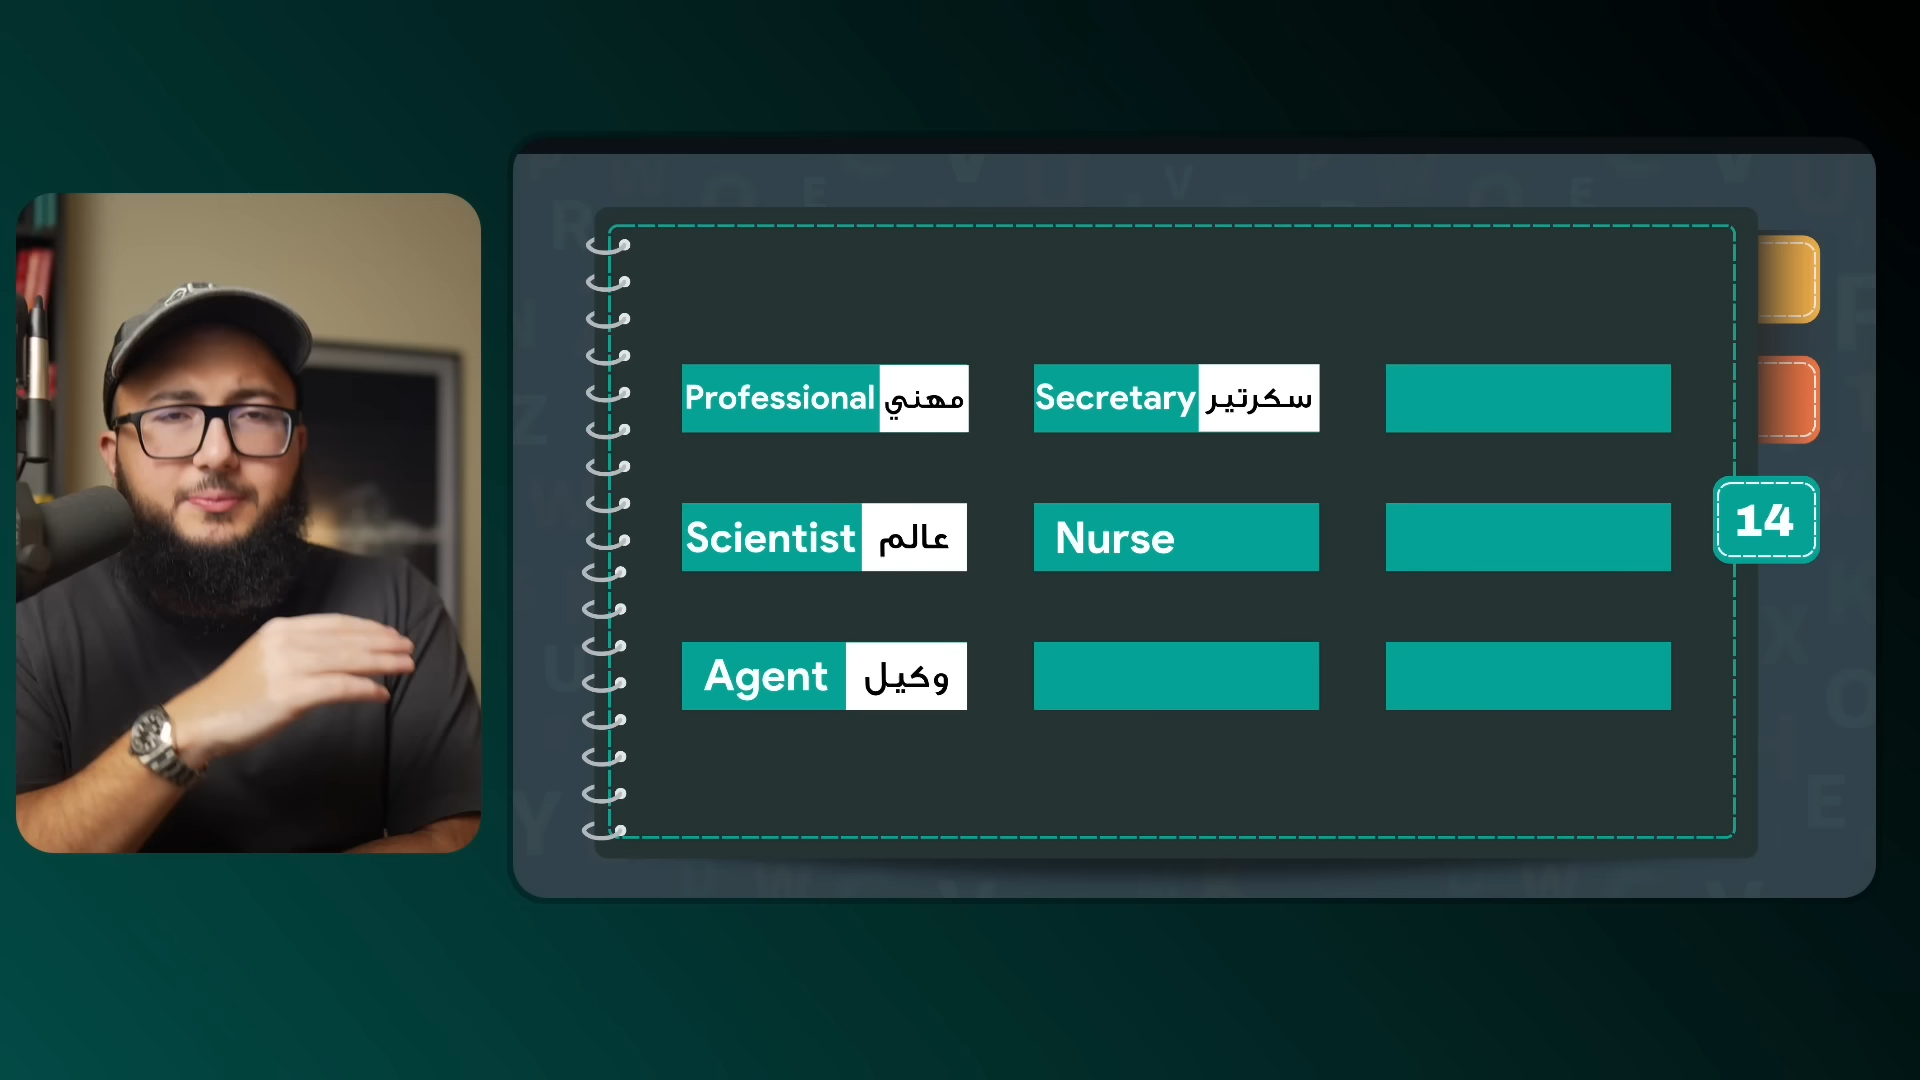 Professional مهني
Secretary سكرتير
Scientist عالم
Nurse
14
Agent وكيل